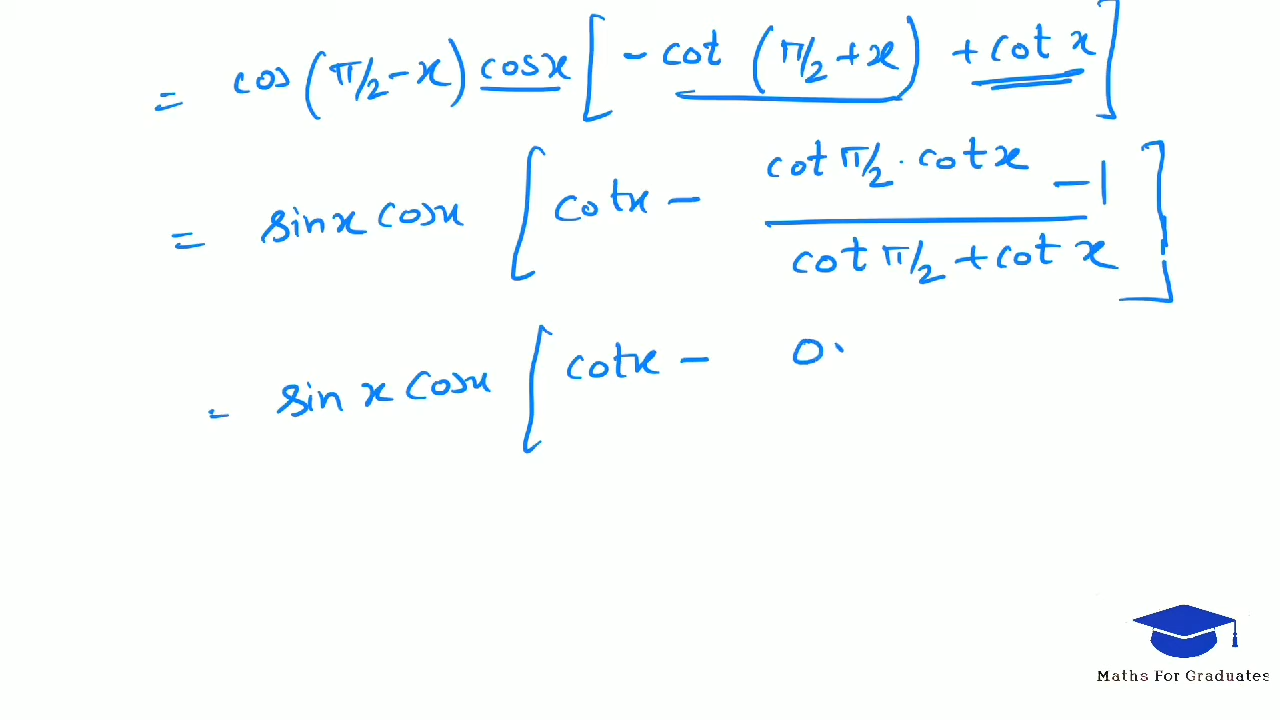 = cos (π/2 - x) cosx [ - cot (π/2 + x) + cot x ]
= sinx cosx [ cotx - (cot π/2 . cotx - 1) / (cot π/2 + cot x) ]
= sin x cosx [ cotx - 0.
Maths For Graduates